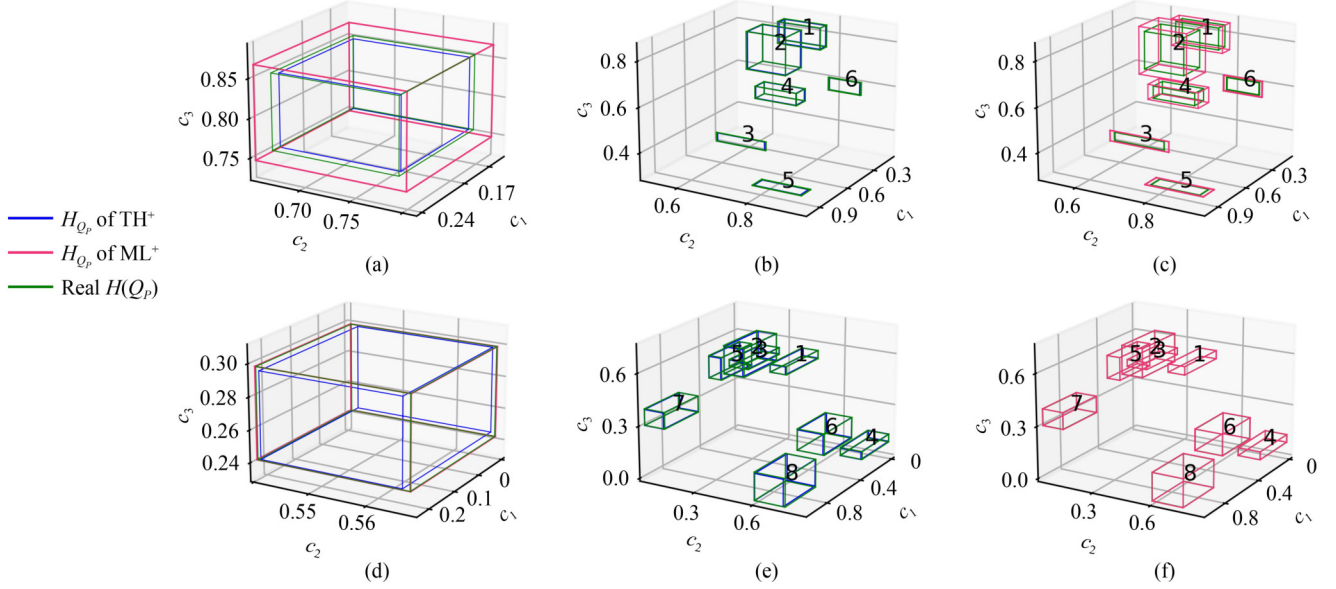 H_{Q_P} of TH⁺
H_{Q_P} of ML⁺
Real H(Q_P)
0.85
0.80
0.75
c₃
0.70
0.75
c₂
0.24
0.17
c₁
(a)
0.8
0.6
0.4
c₃
0.6
0.8
c₂
0.9
0.6
0.3
c₁
1
2
6
4
3
5
(b)
0.8
0.6
0.4
c₃
0.6
0.8
c₂
0.9
0.6
0.3
c₁
1
2
6
4
3
5
(c)
0.30
0.28
0.26
0.24
c₃
0.55
0.56
c₂
0.2
0.1
0
c₁
(d)
0.6
0.3
0.0
c₃
0.3
0.6
c₂
0.8
0.4
0
c₁
2
5
3
1
7
6
4
8
(e)
0.6
0.3
0.0
c₃
0.3
0.6
c₂
0.8
0.4
0
c₁
2
5
3
1
7
6
4
8
(f)